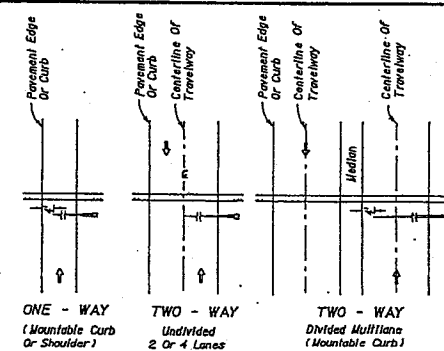 Pavement Edge
Or Curb
Pavement Edge
Or Curb
Centerline Of
Travelway
Pavement Edge
Or Curb
Centerline Of
Travelway
Median
Centerline Of
Travelway
ONE - WAY
(Mountable Curb
Or Shoulder)
TWO - WAY
Undivided
2 Or 4 Lanes
TWO - WAY
Divided Multilane
(Mountable Curb)